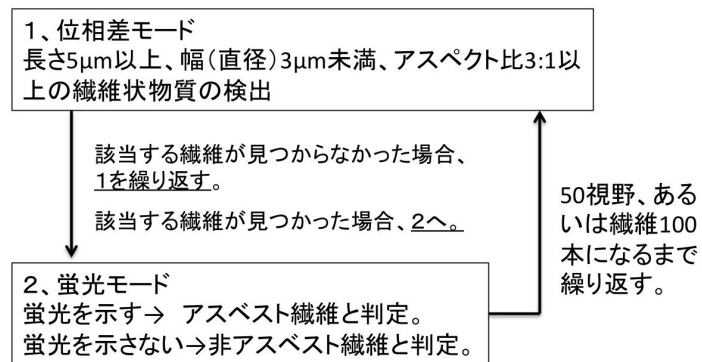 1、位相差モード
長さ5μm以上、幅(直径)3μm未満、アスペクト比3:1以
上の繊維状物質の検出
該当する繊維が見つからなかった場合、
1を繰り返す。
該当する繊維が見つかった場合、2へ。
50視野、ある
いは繊維100
本になるまで
繰り返す。
2、蛍光モード
蛍光を示す→ アスベスト繊維と判定。
蛍光を示さない→非アスベスト繊維と判定。